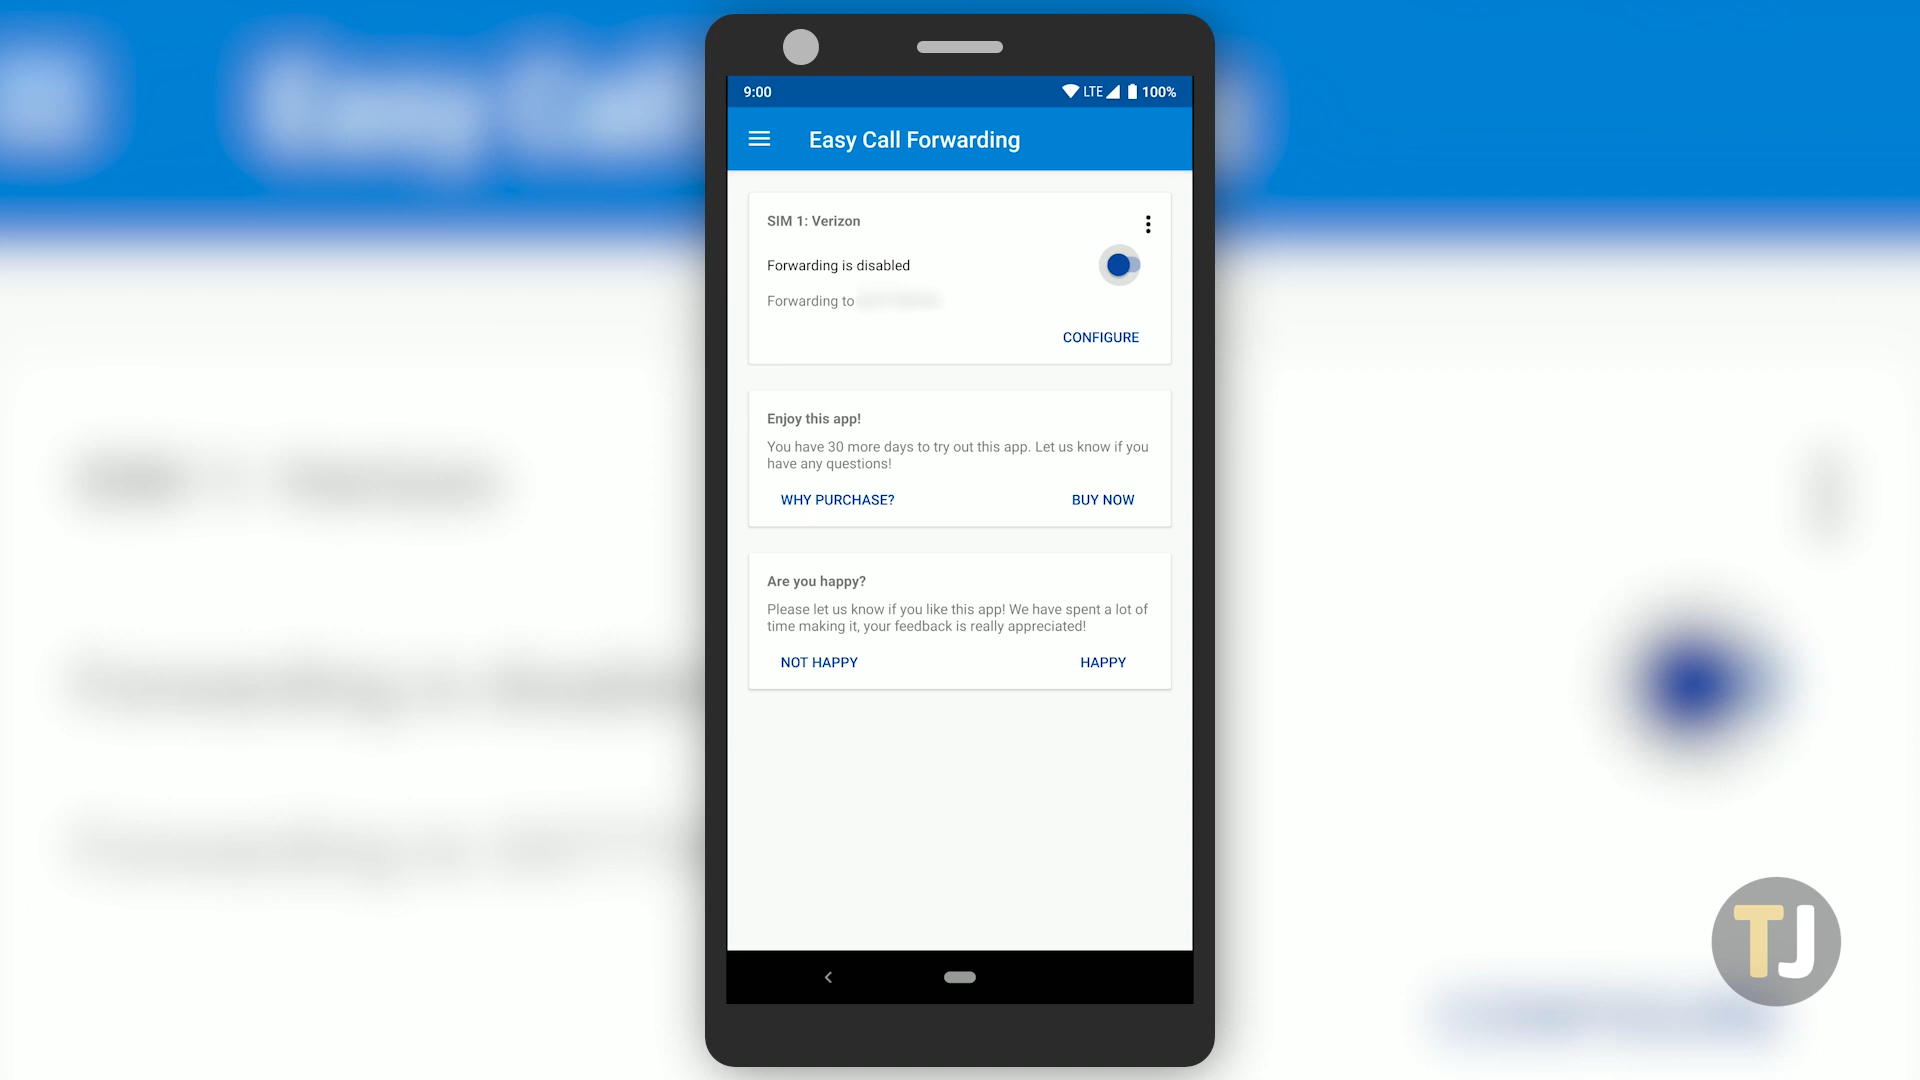 9:00 LTE 100%
Easy Call Forwarding
SIM 1: Verizon
Forwarding is disabled
Forwarding to
CONFIGURE
Enjoy this app!
You have 30 more days to try out this app. Let us know if you
have any questions!
WHY PURCHASE? BUY NOW
Are you happy?
Please let us know if you like this app! We have spent a lot of
time making it, your feedback is really appreciated!
NOT HAPPY HAPPY
TJ